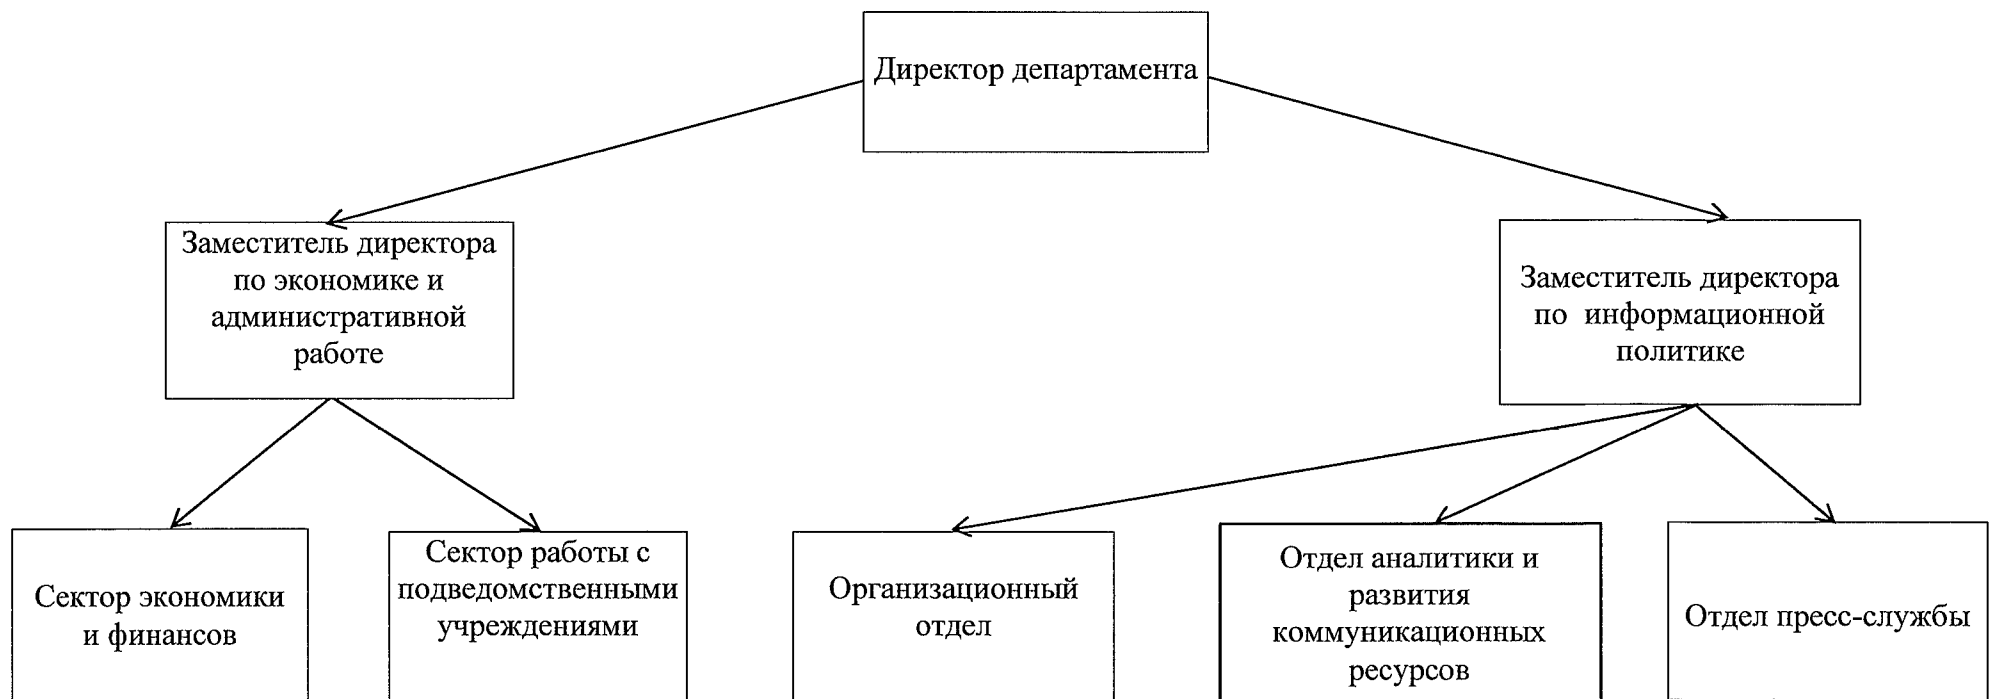 Директор департамента
Заместитель директора
по экономике и
административной
работе
Заместитель директора
по информационной
политике
Сектор экономики
и финансов
Сектор работы с
подведомственными
учреждениями
Организационный
отдел
Отдел аналитики и
развития
коммуникационных
ресурсов
Отдел пресс-службы